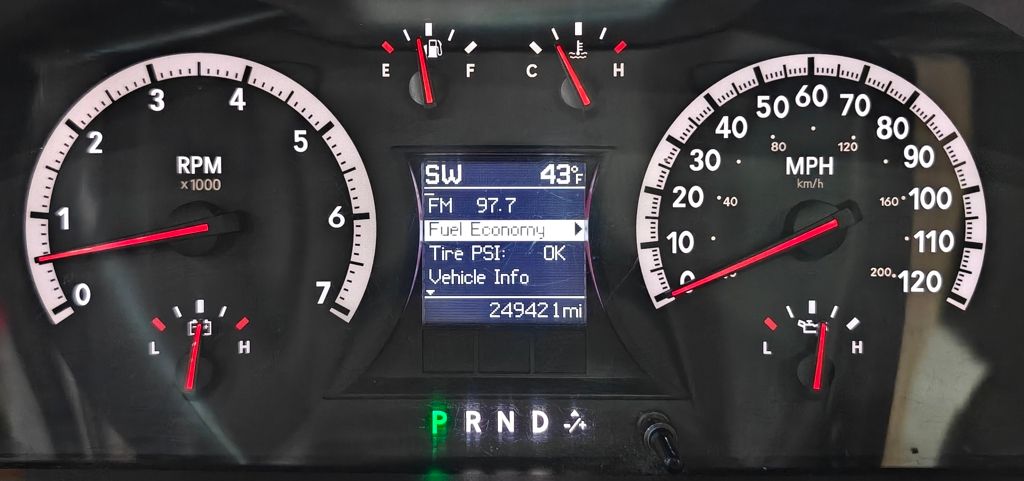 E F
C H
0 1 2 3 4 5 6 7
RPM
x1000
L H
SW 43°F
FM 97.7
Fuel Economy
Tire PSI: OK
Vehicle Info
249421mi
0 10 20 30 40 50 60 70 80 90 100 110 120
MPH
km/h
40 80 120 160 200
L H
P R N D